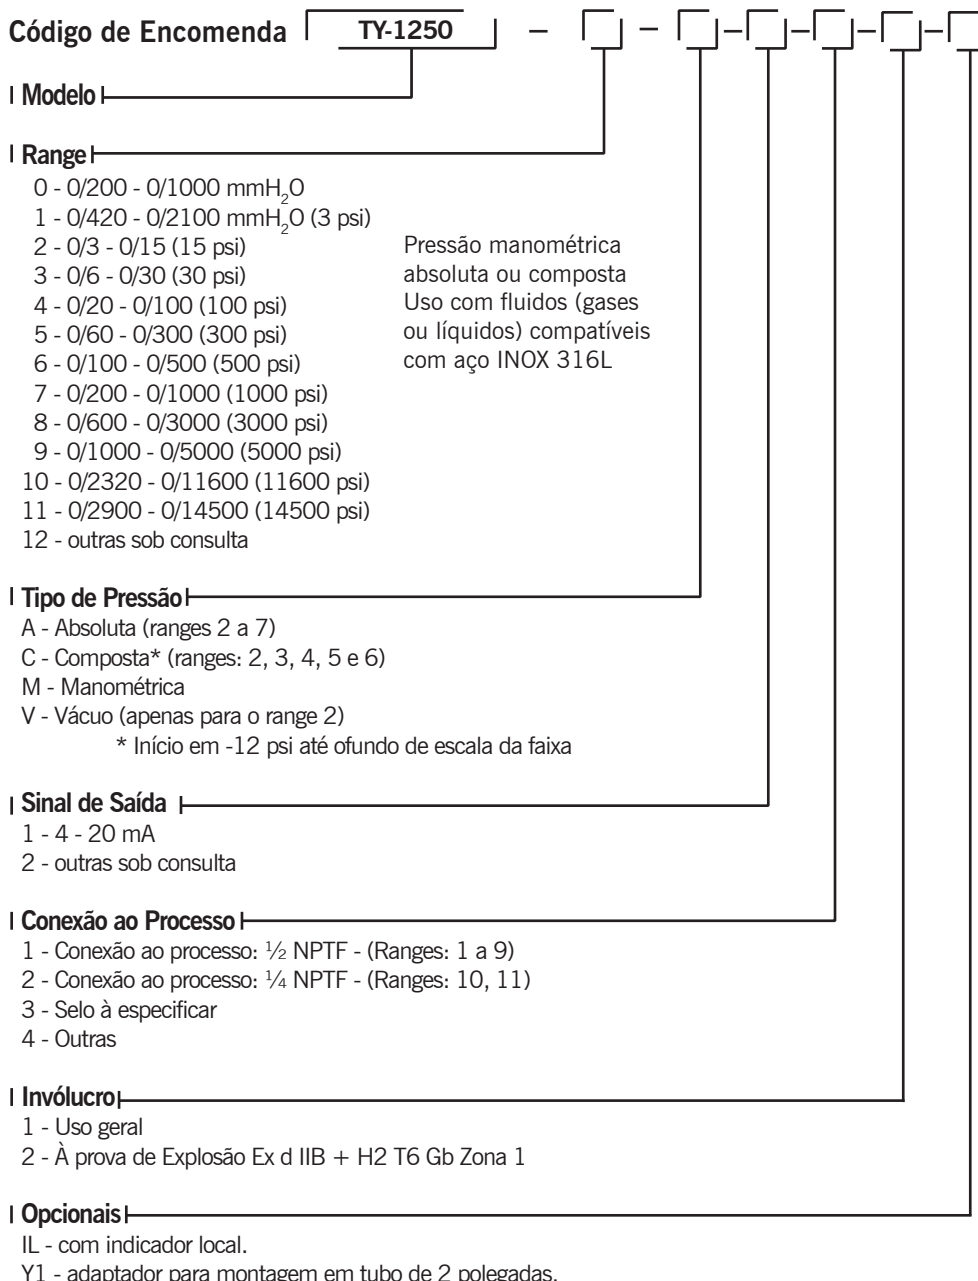 Código de Encomenda TY-1250 – – – – – –
Modelo
Range
0 - 0/200 - 0/1000 mmH2O
1 - 0/420 - 0/2100 mmH2O (3 psi)
2 - 0/3 - 0/15 (15 psi)
3 - 0/6 - 0/30 (30 psi)
4 - 0/20 - 0/100 (100 psi)
5 - 0/60 - 0/300 (300 psi)
6 - 0/100 - 0/500 (500 psi)
7 - 0/200 - 0/1000 (1000 psi)
8 - 0/600 - 0/3000 (3000 psi)
9 - 0/1000 - 0/5000 (5000 psi)
10 - 0/2320 - 0/11600 (11600 psi)
11 - 0/2900 - 0/14500 (14500 psi)
12 - outras sob consulta
Pressão manométrica
absoluta ou composta
Uso com fluidos (gases
ou líquidos) compatíveis
com aço INOX 316L
Tipo de Pressão
A - Absoluta (ranges 2 a 7)
C - Composta* (ranges: 2, 3, 4, 5 e 6)
M - Manométrica
V - Vácuo (apenas para o range 2)
* Início em -12 psi até ofundo de escala da faixa
Sinal de Saída
1 - 4 - 20 mA
2 - outras sob consulta
Conexão ao Processo
1 - Conexão ao processo: ½ NPTF - (Ranges: 1 a 9)
2 - Conexão ao processo: ¼ NPTF - (Ranges: 10, 11)
3 - Selo à especificar
4 - Outras
Invólucro
1 - Uso geral
2 - À prova de Explosão Ex d IIB + H2 T6 Gb Zona 1
Opcionais
IL - com indicador local.
Y1 - adaptador para montagem em tubo de 2 polegadas.